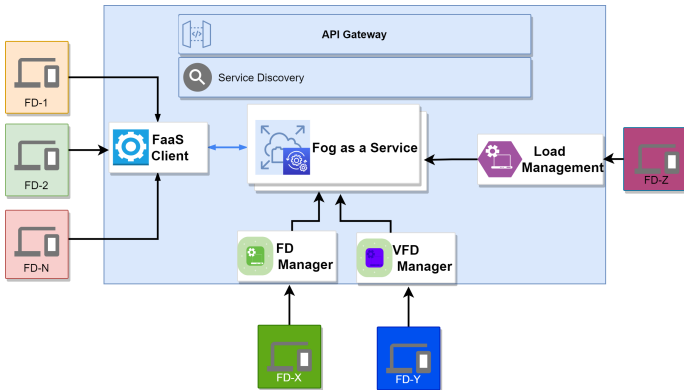 API Gateway
Service Discovery
FD-1
FaaS
Client
Fog as a Service
Load
Management
FD-2
FD-Z
FD-N
FD
Manager
VFD
Manager
FD-X
FD-Y